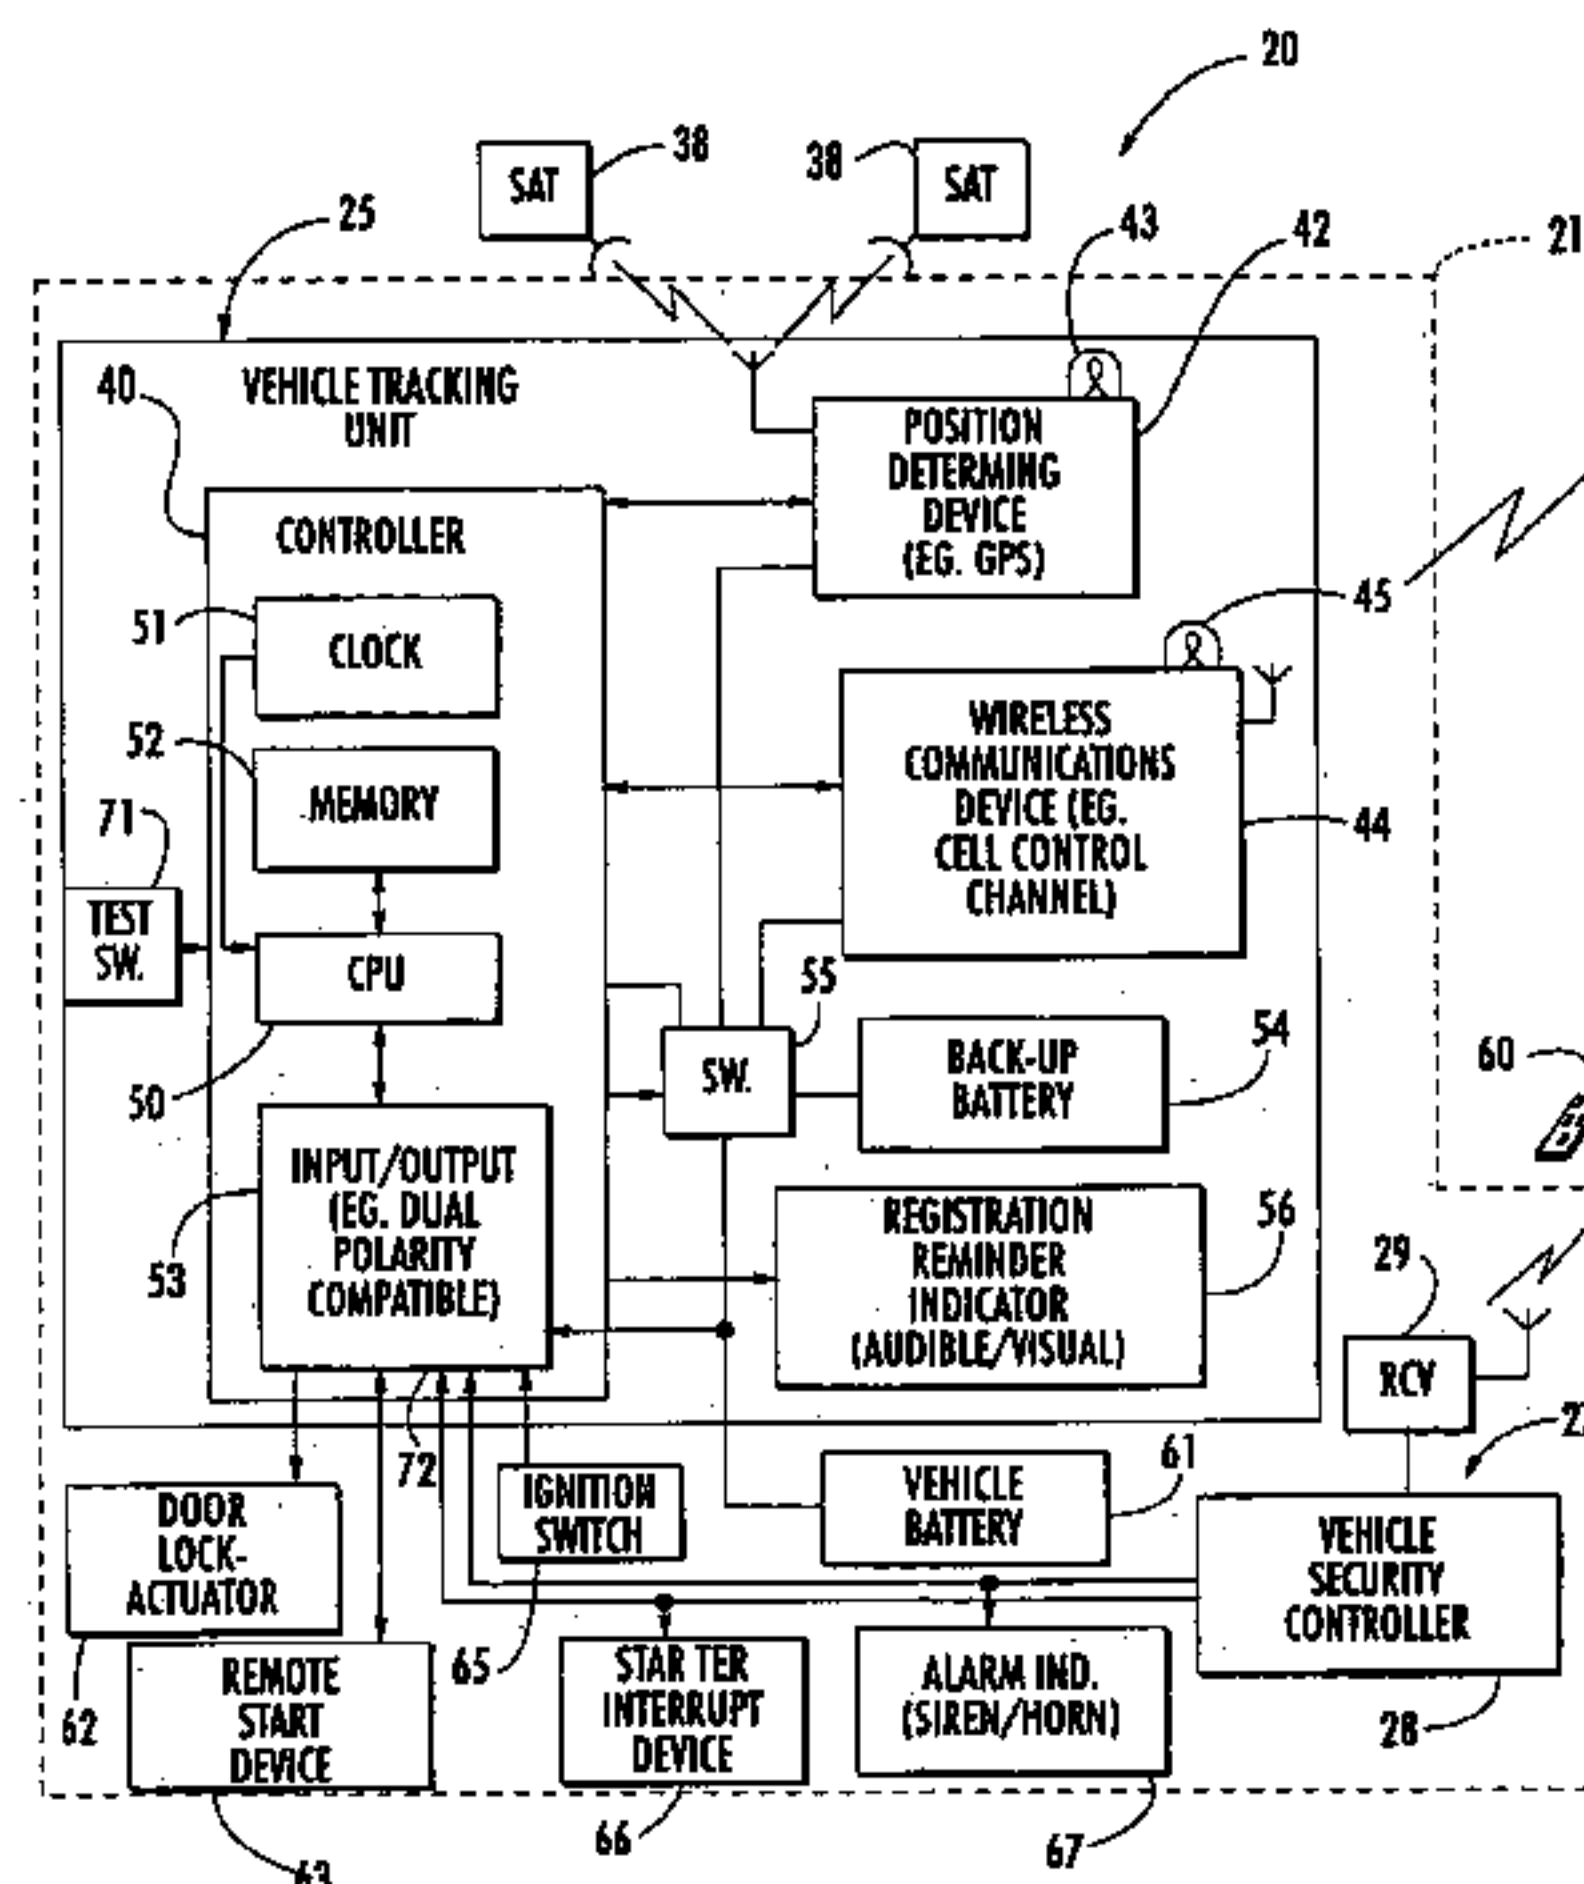 20
SAT
38
38
SAT
25
43
42
21
40
VEHICLE TRACKING
UNIT
POSITION
DETERMING
DEVICE
(EG. GPS)
CONTROLLER
45
51
CLOCK
WIRELESS
COMMUNICATIONS
DEVICE (EG.
CELL CONTROL
CHANNEL)
44
52
MEMORY
71
TEST
SW.
CPU
55
50
SW.
BACK-UP
BATTERY
54
60
INPUT/OUTPUT
(EG. DUAL
POLARITY
COMPATIBLE)
53
REGISTRATION
REMINDER
INDICATOR
(AUDIBLE/VISUAL)
56
29
RCV
72
IGNITION
SWITCH
VEHICLE
BATTERY
61
DOOR
LOCK-
ACTUATOR
VEHICLE
SECURITY
CONTROLLER
62
REMOTE
START
DEVICE
65
STAR TER
INTERRUPT
DEVICE
ALARM IND.
(SIREN/HORN)
28
63
66
67